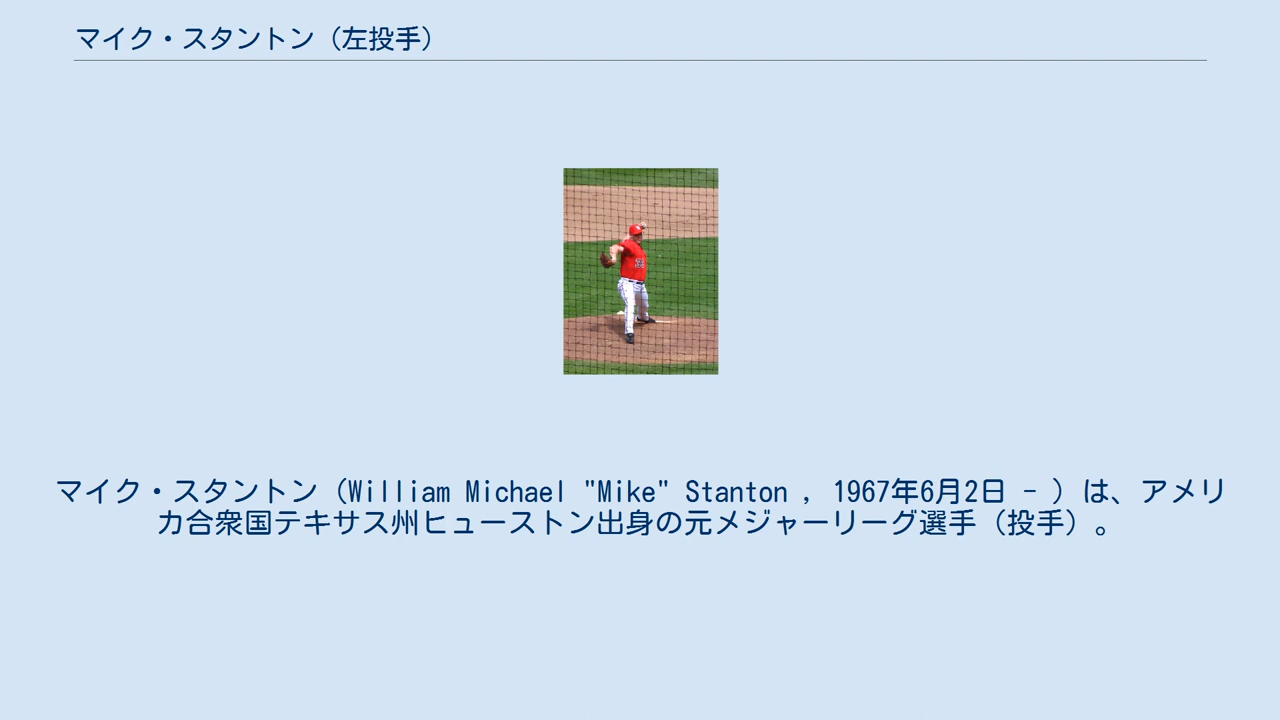 マイク・スタントン（左投手）
マイク・スタントン（William Michael "Mike" Stanton , 1967年6月2日 - ）は、アメリ
カ合衆国テキサス州ヒューストン出身の元メジャーリーグ選手（投手）。